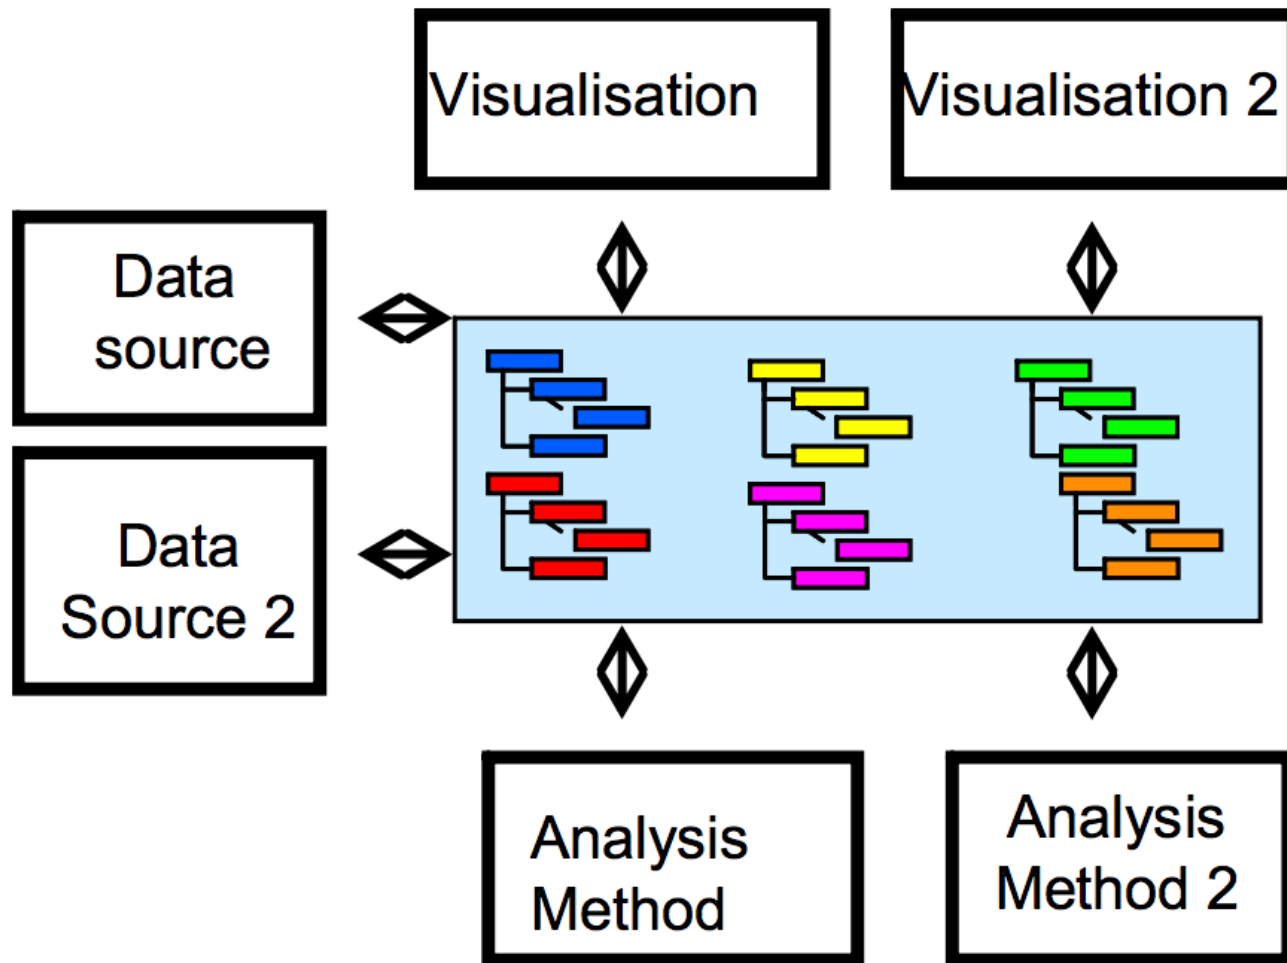 Visualisation
Visualisation 2
Data
source
Data
Source 2
Analysis
Method
Analysis
Method 2